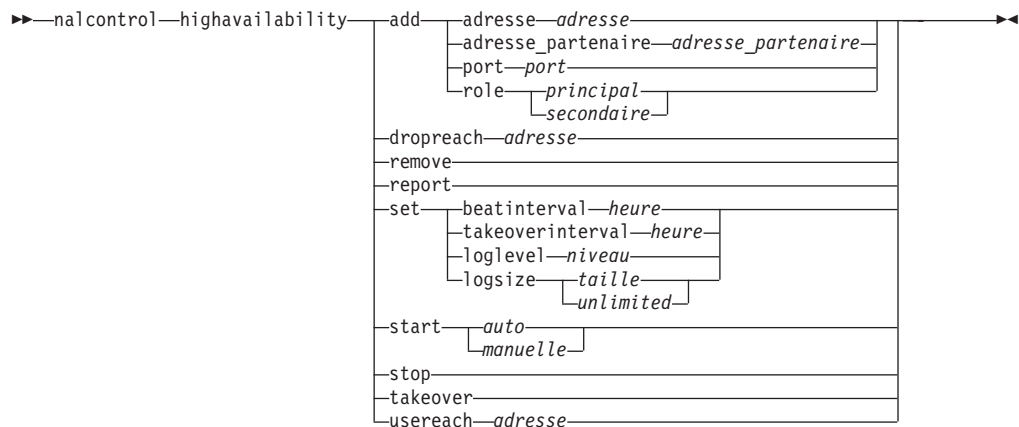 nalcontrol highavailability add adresse adresse
adresse_partenaire adresse_partenaire
port port
role principal
secondaire
dropreach adresse
remove
report
set beatinterval heure
takeoverinterval heure
loglevel niveau
logsize taille
unlimited
start auto
manuelle
stop
takeover
usereach adresse